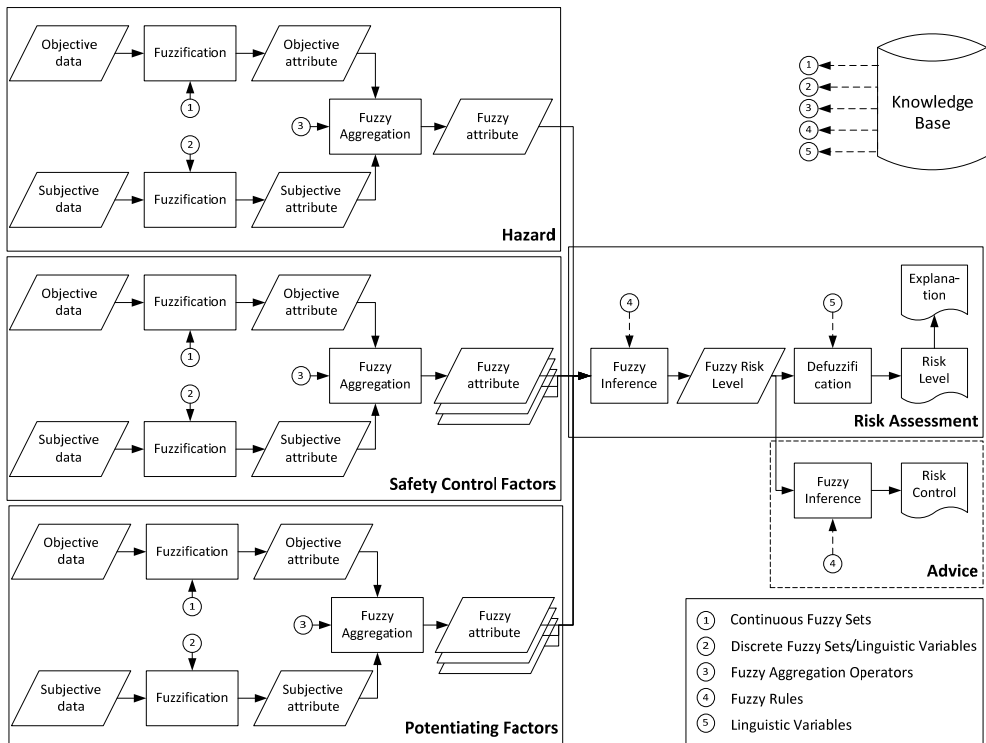 Objective
data
Fuzzification
Objective
attribute
1
2
3
Fuzzy
Aggregation
Fuzzy
attribute
Subjective
data
Fuzzification
Subjective
attribute
Hazard
1
2
3
4
5
Knowledge
Base
Objective
data
Fuzzification
Objective
attribute
1
2
3
Fuzzy
Aggregation
Fuzzy
attribute
Subjective
data
Fuzzification
Subjective
attribute
Safety Control Factors
4
Fuzzy
Inference
Fuzzy Risk
Level
5
Defuzzifi
cation
Explana-
tion
Risk
Level
Risk Assessment
Fuzzy
Inference
Risk
Control
4
Advice
Objective
data
Fuzzification
Objective
attribute
1
2
3
Fuzzy
Aggregation
Fuzzy
attribute
Subjective
data
Fuzzification
Subjective
attribute
Potentiating Factors
1 Continuous Fuzzy Sets
2 Discrete Fuzzy Sets/Linguistic Variables
3 Fuzzy Aggregation Operators
4 Fuzzy Rules
5 Linguistic Variables